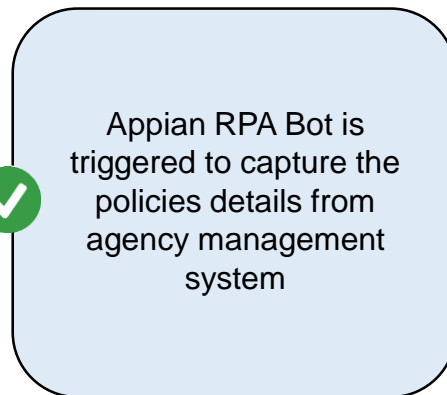 Appian RPA Bot is
triggered to capture the
policies details from
agency management
system